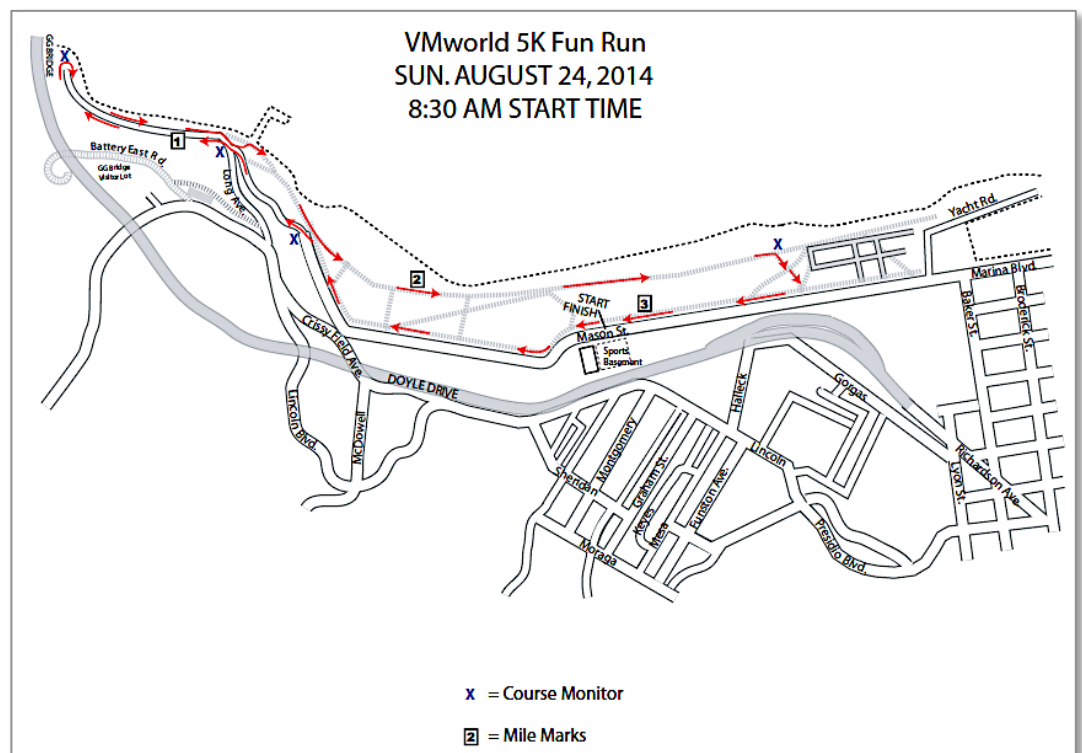 VMworld 5K Fun Run
SUN. AUGUST 24, 2014
8:30 AM START TIME
GG BRIDGE
X
1
Battery East Rd.
GG Bridge
Visitor Lot
X
Long Ave.
X
X
Yacht Rd.
2
START
FINISH
3
Marina Blvd.
Mason St.
Sports
Basement
Baker St.
Broderick St.
Crissy Field Ave.
DOYLE DRIVE
Lincoln Blvd.
McDowell
Halleck
Gorgas
Montgomery
Lincoln
Sheridan
Graham St.
Keyes
Mesa
Funston Ave.
Richardson Ave.
Lyon St.
Moraga
Presidio Blvd.
X = Course Monitor
2 = Mile Marks